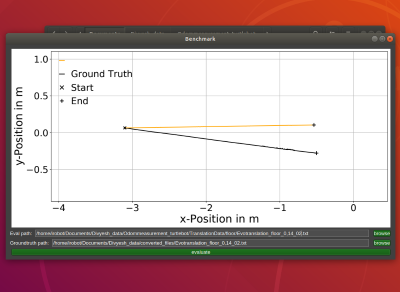 Benchmark
Ground Truth
Start
End
1.0
0.5
0.0
−0.5
y-Position in m
−4
−3
−2
−1
0
x-Position in m
Eval path: /home/robot/Documents/Divyesh_data/Odommeasurement_turtlebot/TranslationData/floor/Evotranslation_floor_0.14_02.txt browse
Groundtruth path: /home/robot/Documents/Divyesh_data/converted_files/Evotranslation_floor_0.14_02.txt browse
evaluate